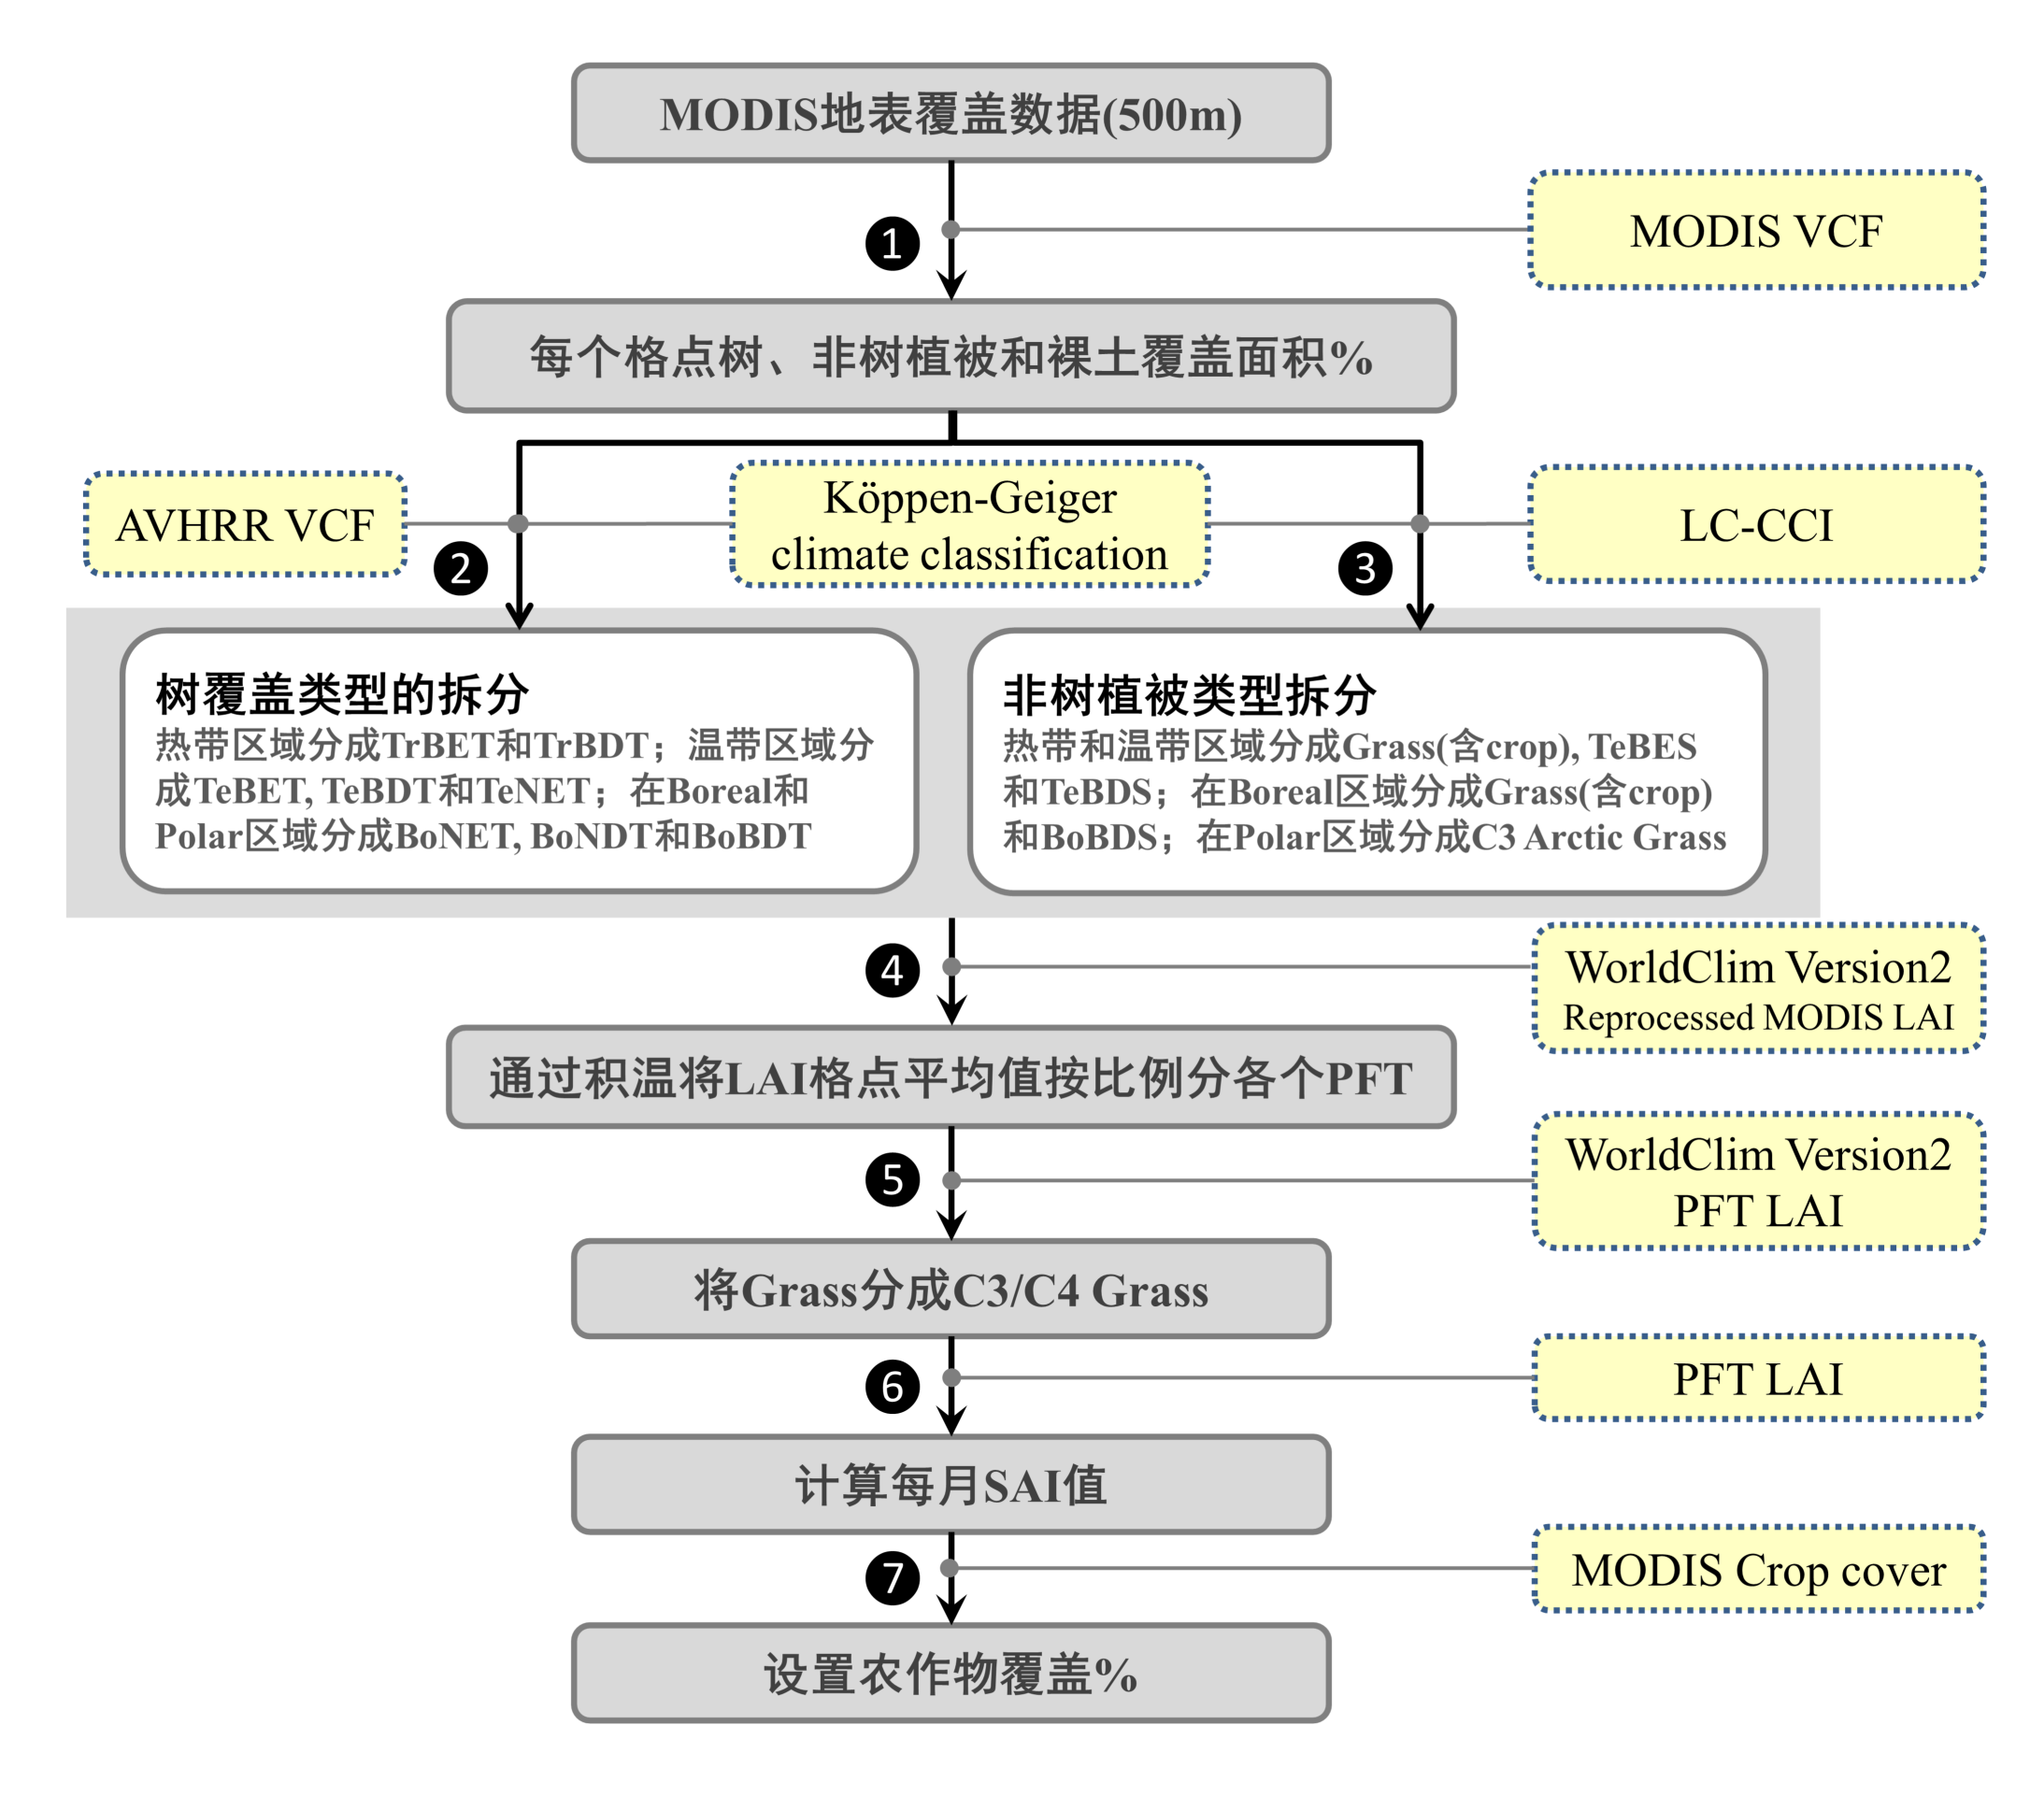 MODIS地表覆盖数据(500m)
❶
MODIS VCF
每个格点树、非树植被和裸土覆盖面积%
AVHRR VCF
Köppen-Geiger
climate classification
LC-CCI
❷
❸
树覆盖类型的拆分
热带区域分成TrBET和TrBDT；温带区域分
成TeBET, TeBDT和TeNET；在Boreal和
Polar区域分成BoNET, BoNDT和BoBDT
非树植被类型拆分
热带和温带区域分成Grass(含crop), TeBES
和TeBDS；在Boreal区域分成Grass(含crop)
和BoBDS；在Polar区域分成C3 Arctic Grass
❹
WorldClim Version2
Reprocessed MODIS LAI
通过积温将LAI格点平均值按比例分各个PFT
❺
WorldClim Version2
PFT LAI
将Grass分成C3/C4 Grass
❻
PFT LAI
计算每月SAI值
❼
MODIS Crop cover
设置农作物覆盖%